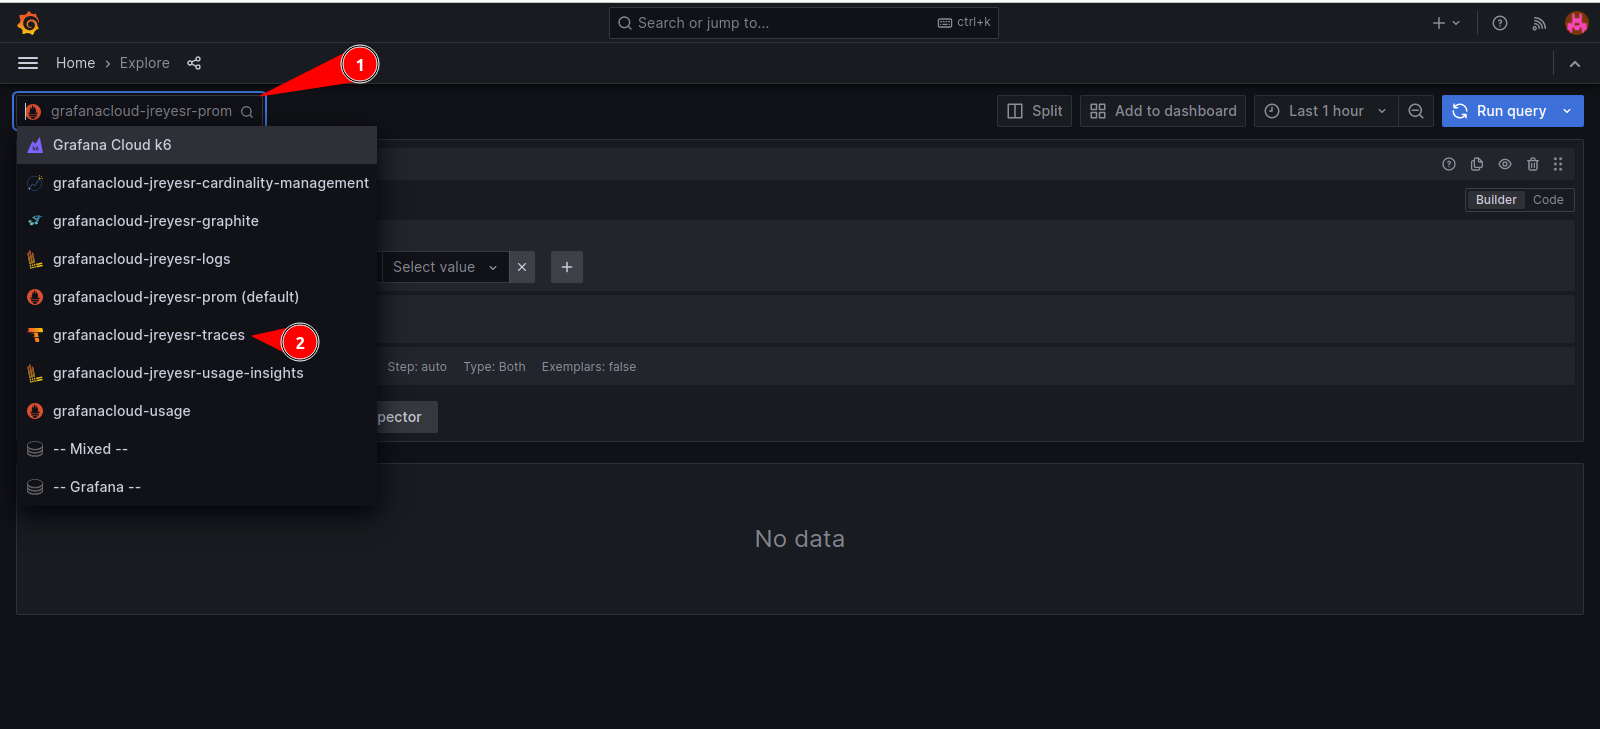 Search or jump to... ctrl+k
Home › Explore
1
grafanacloud-jreyesr-prom
Split
Add to dashboard
Last 1 hour
Run query
Grafana Cloud k6
grafanacloud-jreyesr-cardinality-management
Builder Code
grafanacloud-jreyesr-graphite
grafanacloud-jreyesr-logs
Select value
grafanacloud-jreyesr-prom (default)
grafanacloud-jreyesr-traces
2
grafanacloud-jreyesr-usage-insights
Step: auto Type: Both Exemplars: false
grafanacloud-usage
pector
-- Mixed --
-- Grafana --
No data